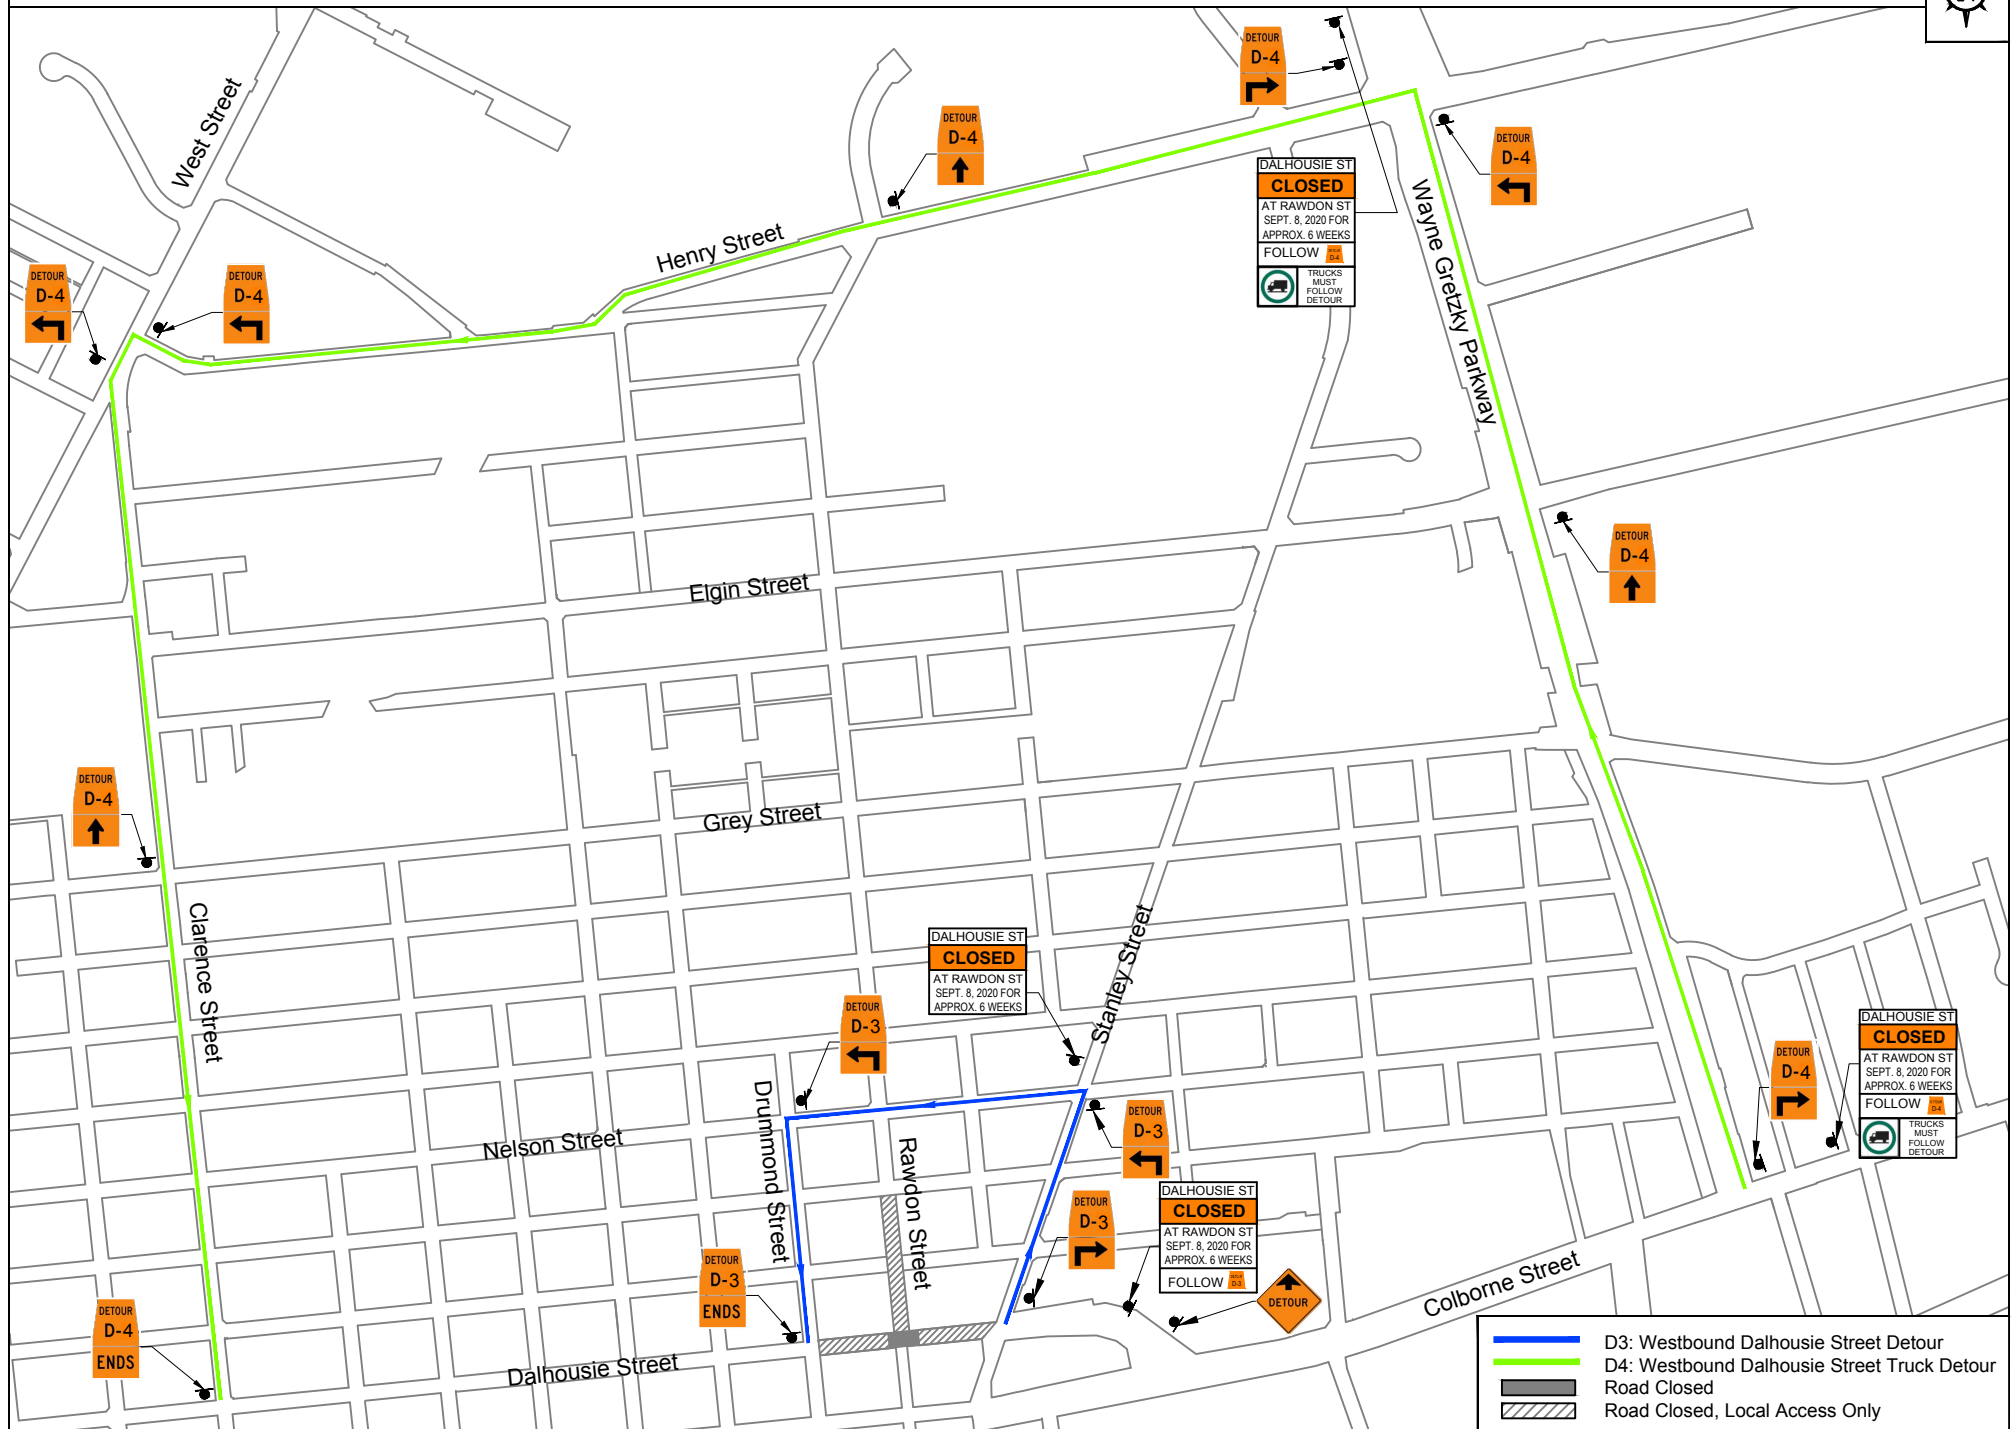 DETOUR
D-4
West Street
DETOUR
D-4
DETOUR
D-4
DALHOUSIE ST
CLOSED
AT RAWDON ST
SEPT. 8, 2020 FOR
APPROX. 6 WEEKS
FOLLOW
D-4
TRUCKS
MUST
FOLLOW
DETOUR
Wayne Gretzky Parkway
Henry Street
DETOUR
D-4
DETOUR
D-4
DETOUR
D-4
Elgin Street
DETOUR
D-4
Grey Street
Clarence Street
DALHOUSIE ST
CLOSED
AT RAWDON ST
SEPT. 8, 2020 FOR
APPROX. 6 WEEKS
Stanley Street
DETOUR
D-3
DALHOUSIE ST
CLOSED
AT RAWDON ST
SEPT. 8, 2020 FOR
APPROX. 6 WEEKS
FOLLOW
D-4
TRUCKS
MUST
FOLLOW
DETOUR
DETOUR
D-4
Drummond Street
DETOUR
D-3
Nelson Street
Rawdon Street
DETOUR
D-3
DALHOUSIE ST
CLOSED
AT RAWDON ST
SEPT. 8, 2020 FOR
APPROX. 6 WEEKS
FOLLOW
D-3
DETOUR
DETOUR
D-3
ENDS
Colborne Street
DETOUR
D-4
ENDS
Dalhousie Street
D3: Westbound Dalhousie Street Detour
D4: Westbound Dalhousie Street Truck Detour
Road Closed
Road Closed, Local Access Only